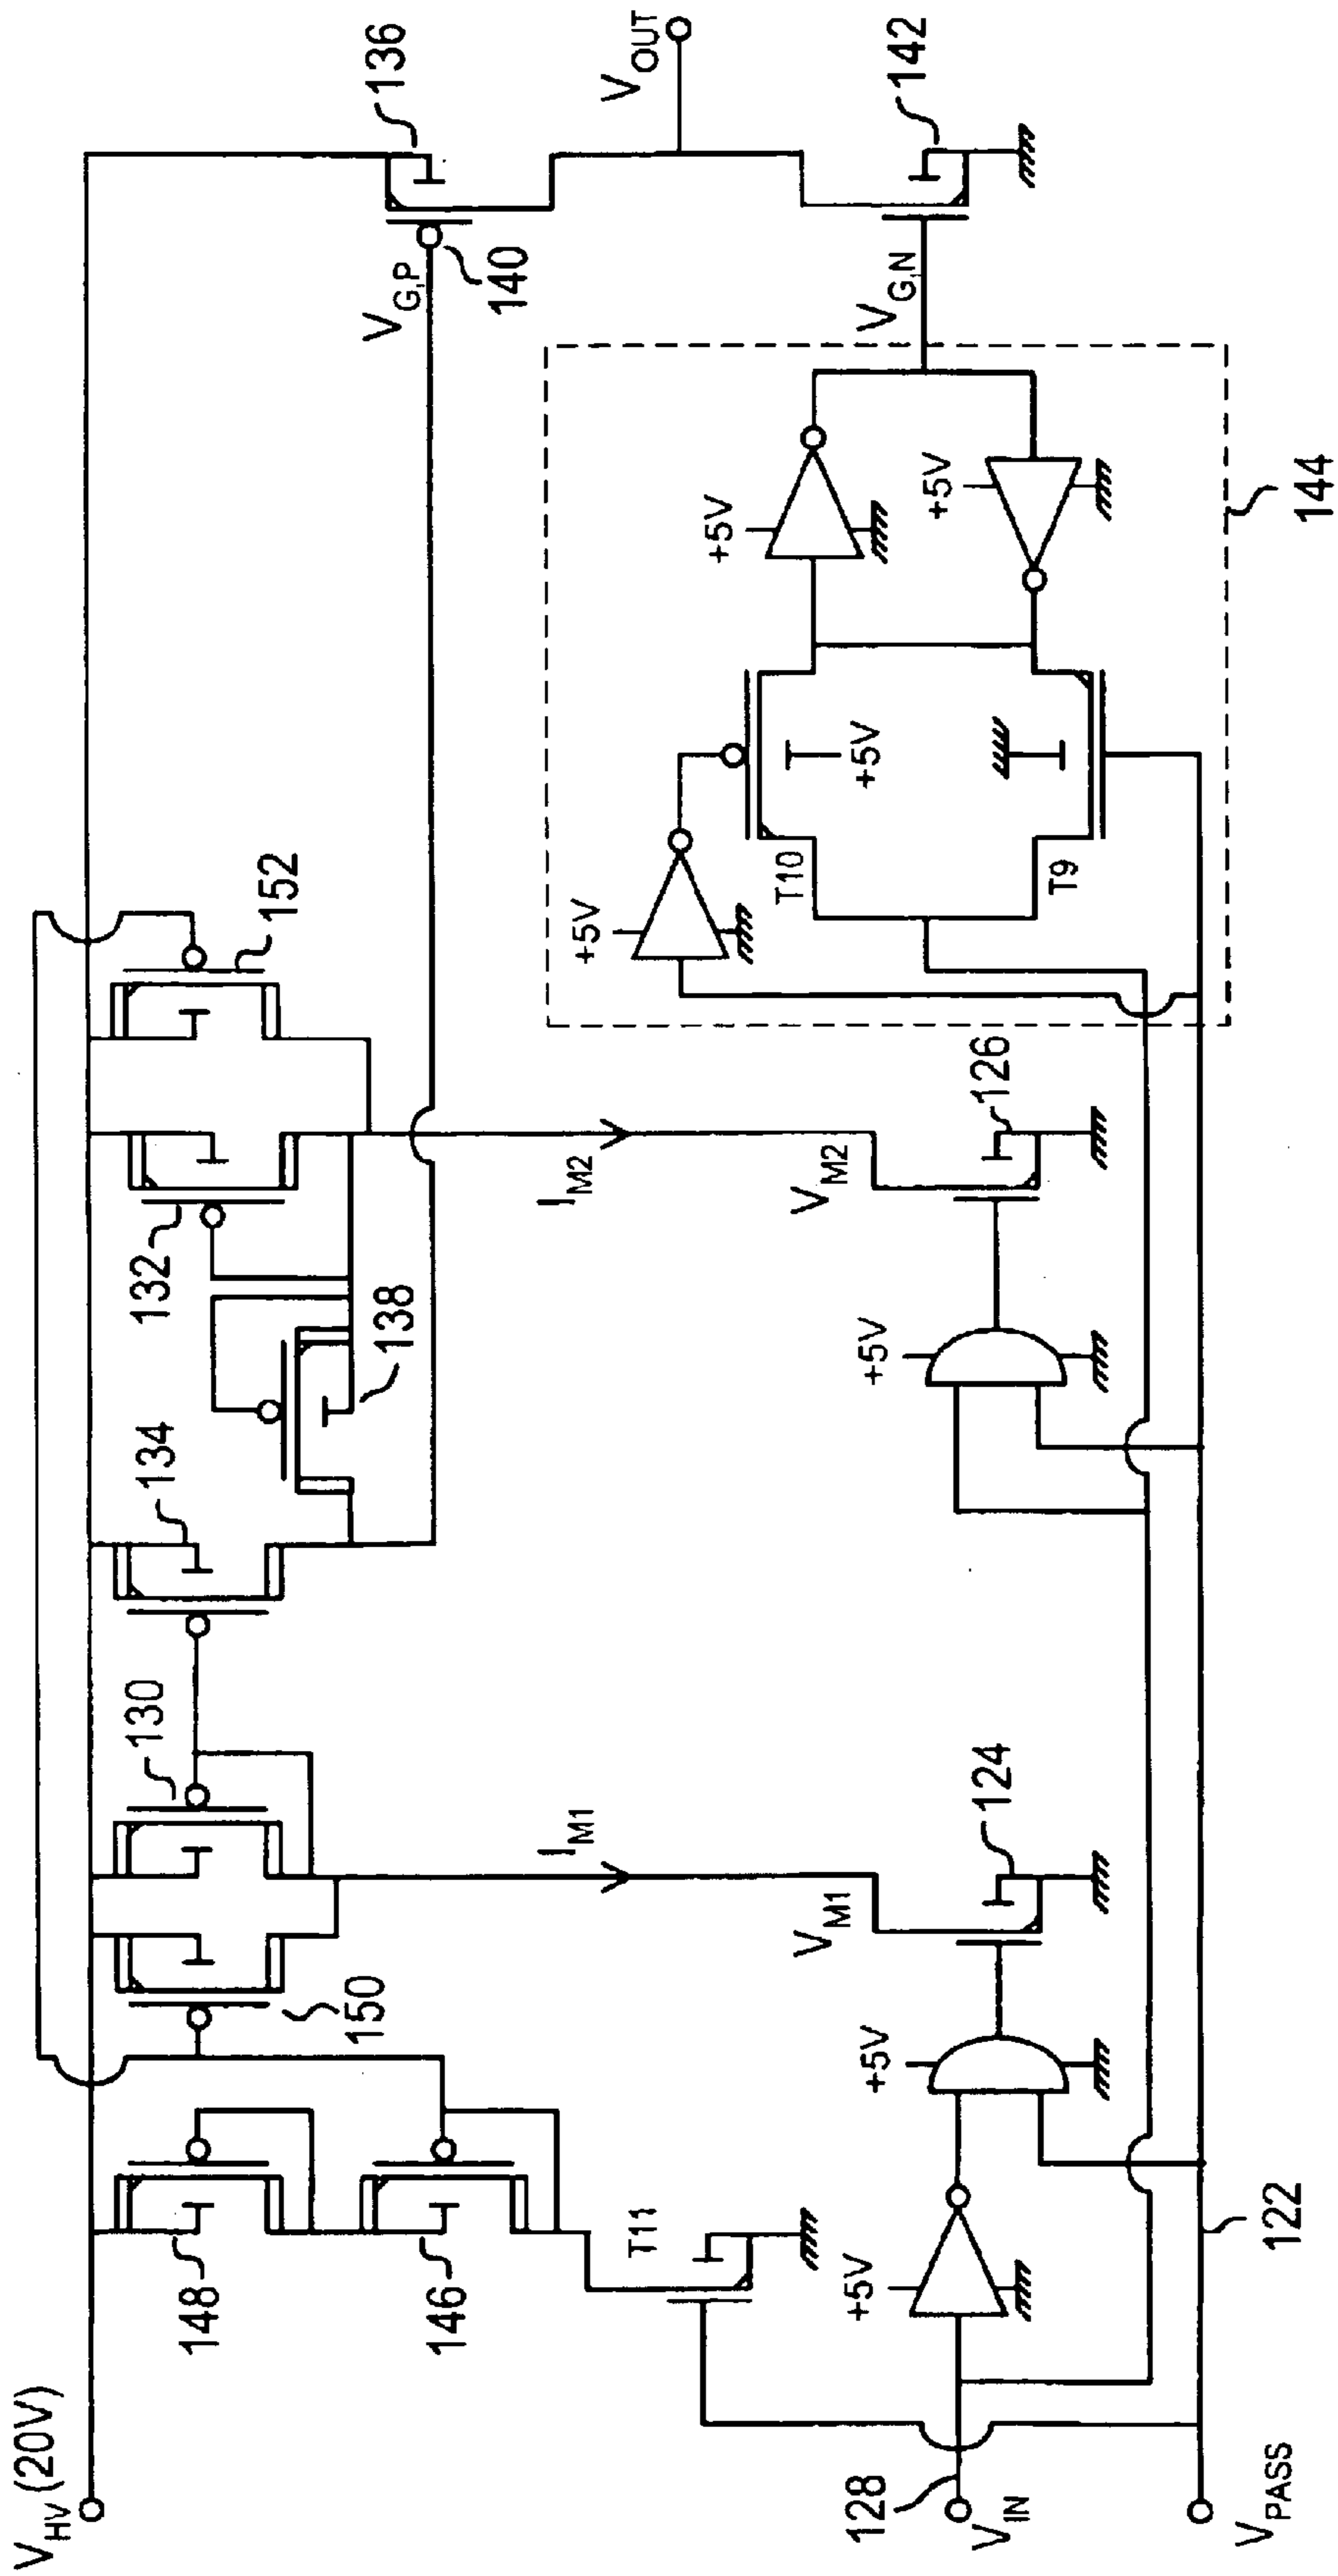 V_HV (20V)
148
146
150
130
134
132
138
152
136
140
V_G,P
V_OUT
142
V_G,N
144
+5V
+5V
+5V
+5V
T10
T9
I_M1
I_M2
V_M1
V_M2
124
126
T11
+5V
+5V
+5V
128
V_IN
122
V_PASS